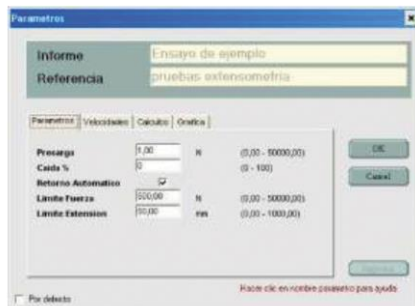 Parametros
Informe Ensayo de ejemplo
Referencia pruebas extensometria
Parametros Velocidades Calculos Grafica
Precarga 1,00 N (0,00 - 50000,00)
Caida % 0 (0 - 100)
Retorno Automatico
Limite Fuerza 500,00 N (0,00 - 50000,00)
Limite Extension 50,00 mm (0,00 - 1000,00)
OK
Cancel
Hacer clic en nombre parametro para ayuda
Por defecto